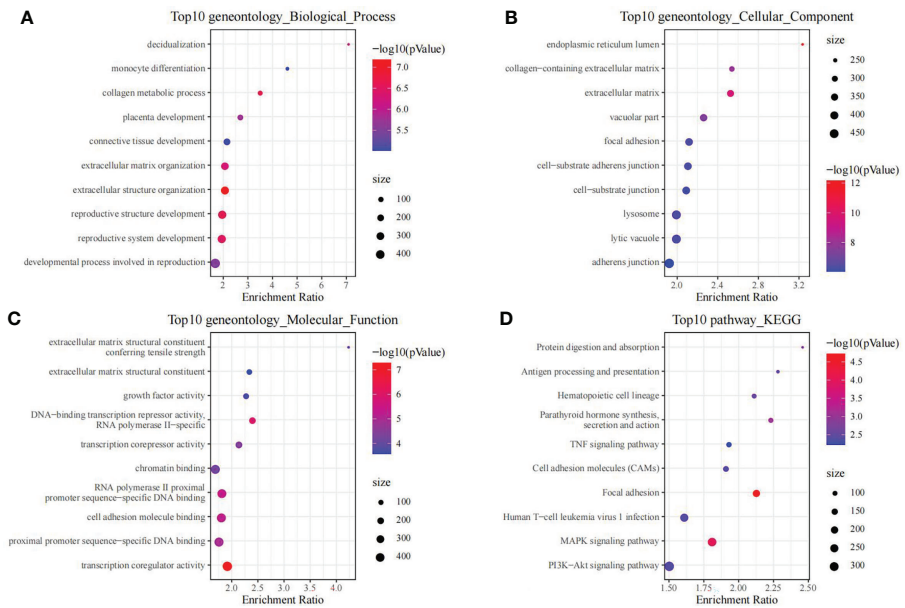 A
Top10 geneontology_Biological_Process
decidualization
monocyte differentiation
collagen metabolic process
placenta development
connective tissue development
extracellular matrix organization
extracellular structure organization
reproductive structure development
reproductive system development
developmental process involved in reproduction
2 3 4 5 6 7
Enrichment Ratio
−log10(pValue)
7.0
6.5
6.0
5.5
size
100
200
300
400
B
Top10 geneontology_Cellular_Component
endoplasmic reticulum lumen
collagen−containing extracellular matrix
extracellular matrix
vacuolar part
focal adhesion
cell−substrate adherens junction
cell−substrate junction
lysosome
lytic vacuole
adherens junction
2.0 2.4 2.8 3.2
Enrichment Ratio
size
250
300
350
400
450
−log10(pValue)
12
10
8
C
Top10 geneontology_Molecular_Function
extracellular matrix structural constituent
conferring tensile strength
extracellular matrix structural constituent
growth factor activity
DNA−binding transcription repressor activity,
RNA polymerase II−specific
transcription corepressor activity
chromatin binding
RNA polymerase II proximal
promoter sequence−specific DNA binding
cell adhesion molecule binding
proximal promoter sequence−specific DNA binding
transcription coregulator activity
2.0 2.5 3.0 3.5 4.0
Enrichment Ratio
−log10(pValue)
7
6
5
4
size
100
200
300
400
D
Top10 pathway_KEGG
Protein digestion and absorption
Antigen processing and presentation
Hematopoietic cell lineage
Parathyroid hormone synthesis,
secretion and action
TNF signaling pathway
Cell adhesion molecules (CAMs)
Focal adhesion
Human T−cell leukemia virus 1 infection
MAPK signaling pathway
PI3K−Akt signaling pathway
1.50 1.75 2.00 2.25 2.50
Enrichment Ratio
−log10(pValue)
4.5
4.0
3.5
3.0
2.5
size
100
150
200
250
300